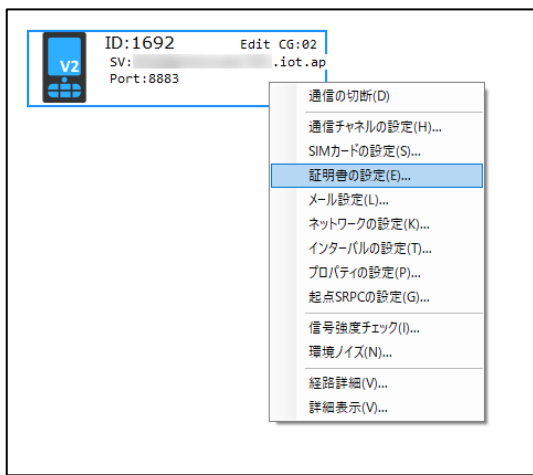 ID:1692 Edit CG:02
V2
SV: .iot.ap
Port:8883
通信の切断(D)
通信チャネルの設定(H)...
SIMカードの設定(S)...
証明書の設定(E)...
メール設定(L)...
ネットワークの設定(K)...
インターバルの設定(T)...
プロパティの設定(P)...
起点SRPCの設定(G)...
信号強度チェック(I)...
環境ノイズ(N)...
経路詳細(V)...
詳細表示(V)...